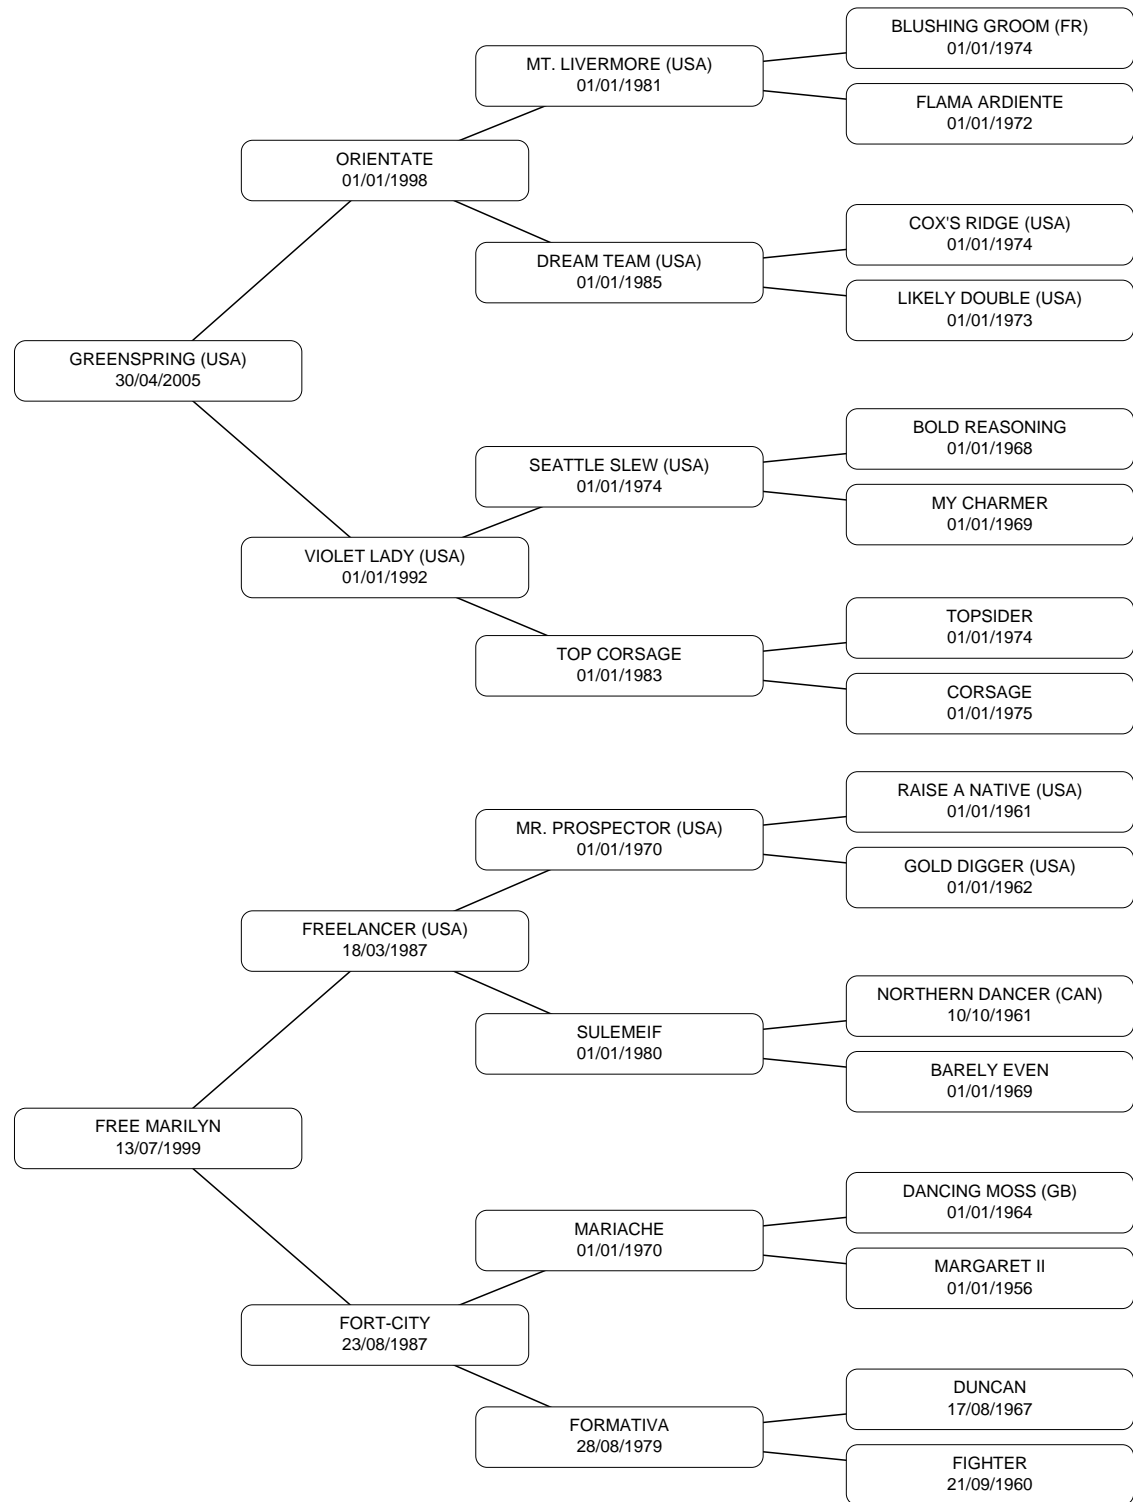 BLUSHING GROOM (FR)
01/01/1974
MT. LIVERMORE (USA)
01/01/1981
FLAMA ARDIENTE
01/01/1972
ORIENTATE
01/01/1998
COX'S RIDGE (USA)
01/01/1974
DREAM TEAM (USA)
01/01/1985
LIKELY DOUBLE (USA)
01/01/1973
GREENSPRING (USA)
30/04/2005
BOLD REASONING
01/01/1968
SEATTLE SLEW (USA)
01/01/1974
MY CHARMER
01/01/1969
VIOLET LADY (USA)
01/01/1992
TOPSIDER
01/01/1974
TOP CORSAGE
01/01/1983
CORSAGE
01/01/1975
RAISE A NATIVE (USA)
01/01/1961
MR. PROSPECTOR (USA)
01/01/1970
GOLD DIGGER (USA)
01/01/1962
FREELANCER (USA)
18/03/1987
NORTHERN DANCER (CAN)
10/10/1961
SULEMEIF
01/01/1980
BARELY EVEN
01/01/1969
FREE MARILYN
13/07/1999
DANCING MOSS (GB)
01/01/1964
MARIACHE
01/01/1970
MARGARET II
01/01/1956
FORT-CITY
23/08/1987
DUNCAN
17/08/1967
FORMATIVA
28/08/1979
FIGHTER
21/09/1960